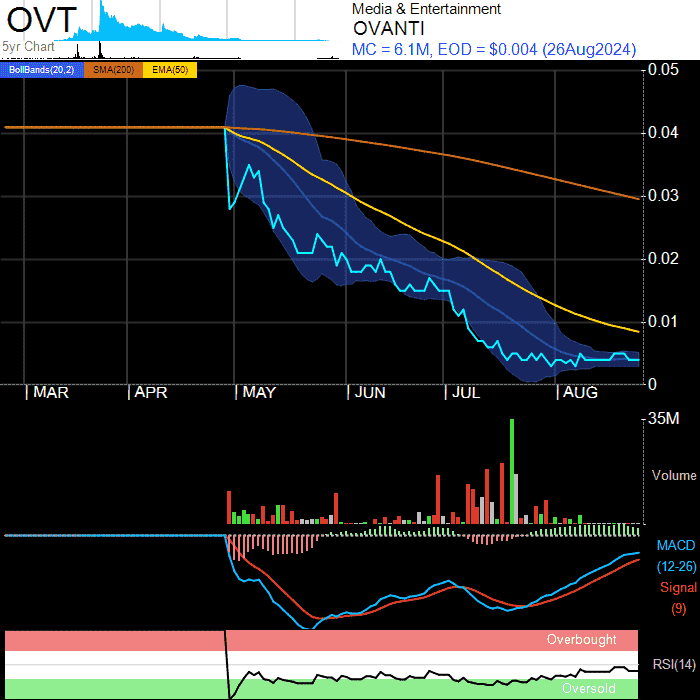 OVT
5yr Chart
Media & Entertainment
OVANTI
MC = 6.1M, EOD = $0.004 (26Aug2024)
BollBands(20,2) SMA(200) EMA(50)
0.05
0.04
0.03
0.02
0.01
0
MAR APR MAY JUN JUL AUG
35M
Volume
MACD
(12-26)
Signal
(9)
Overbought
RSI(14)
Oversold